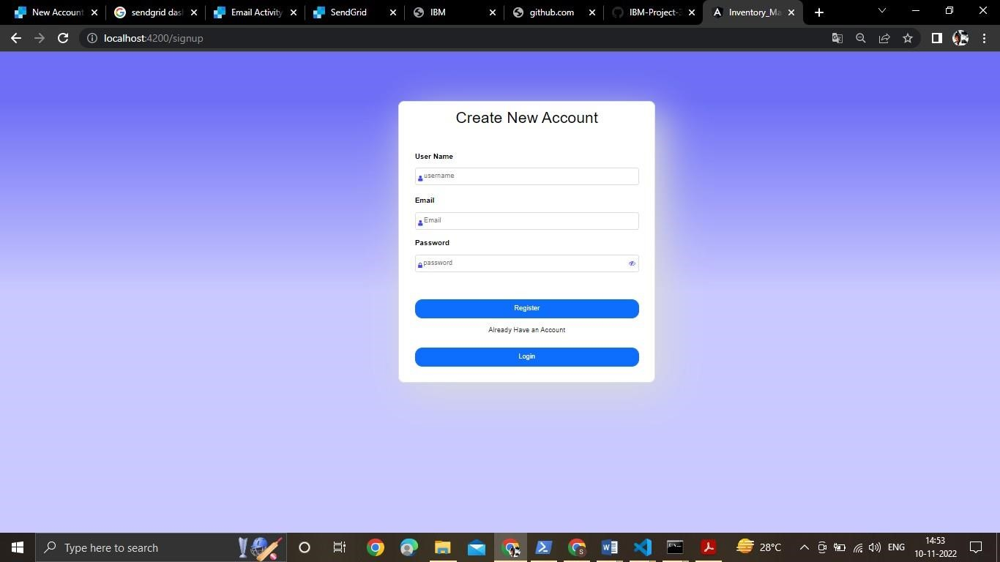 New Account
sendgrid das
Email Activity
SendGrid
IBM
github.com
IBM-Project-3
Inventory_Ma
localhost:4200/signup
Create New Account
User Name
username
Email
Email
Password
password
Register
Already Have an Account
Login
Type here to search
28°C
ENG
14:53
10-11-2022